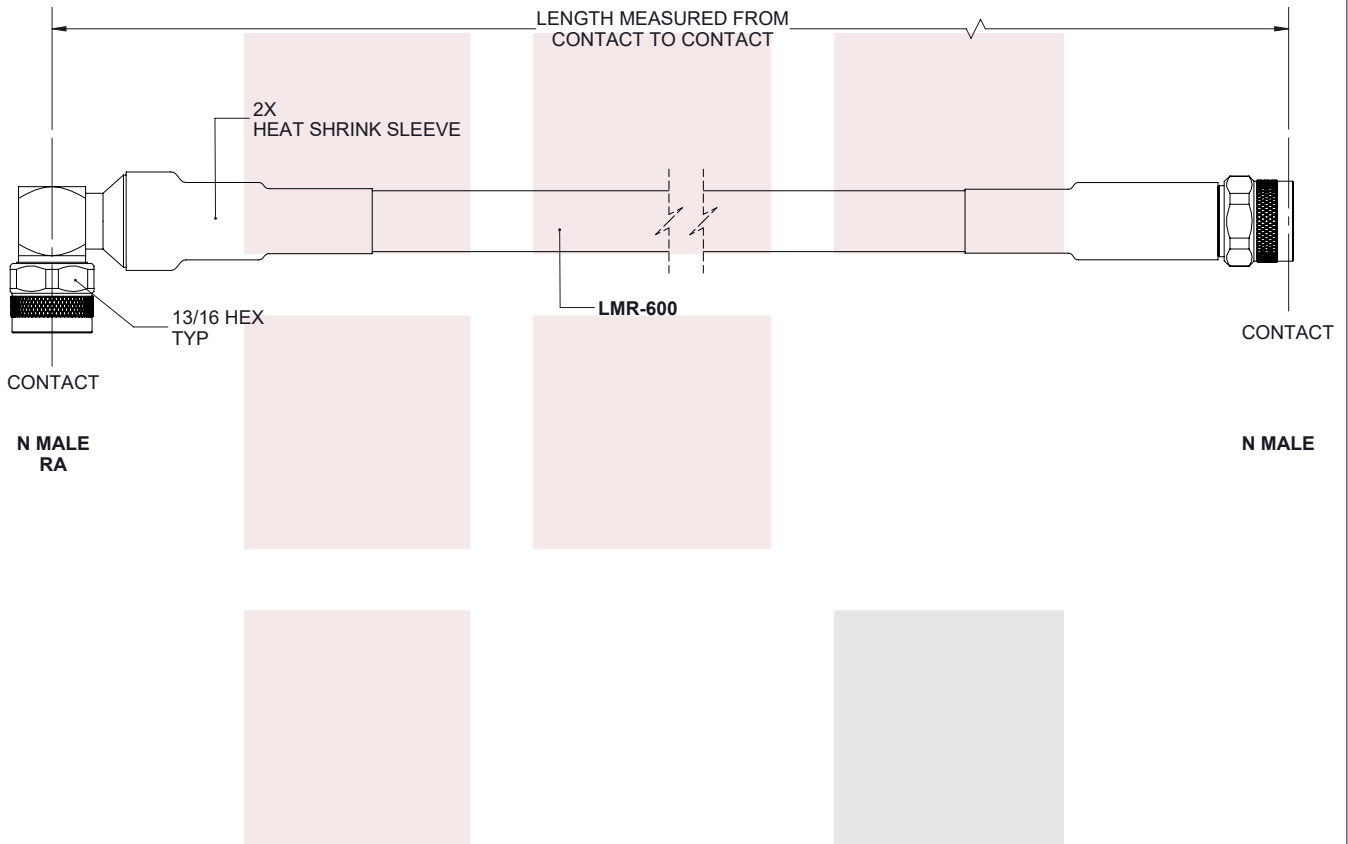 LENGTH MEASURED FROM
CONTACT TO CONTACT
2X
HEAT SHRINK SLEEVE
LMR-600
13/16 HEX
TYP
CONTACT
CONTACT
N MALE
RA
N MALE